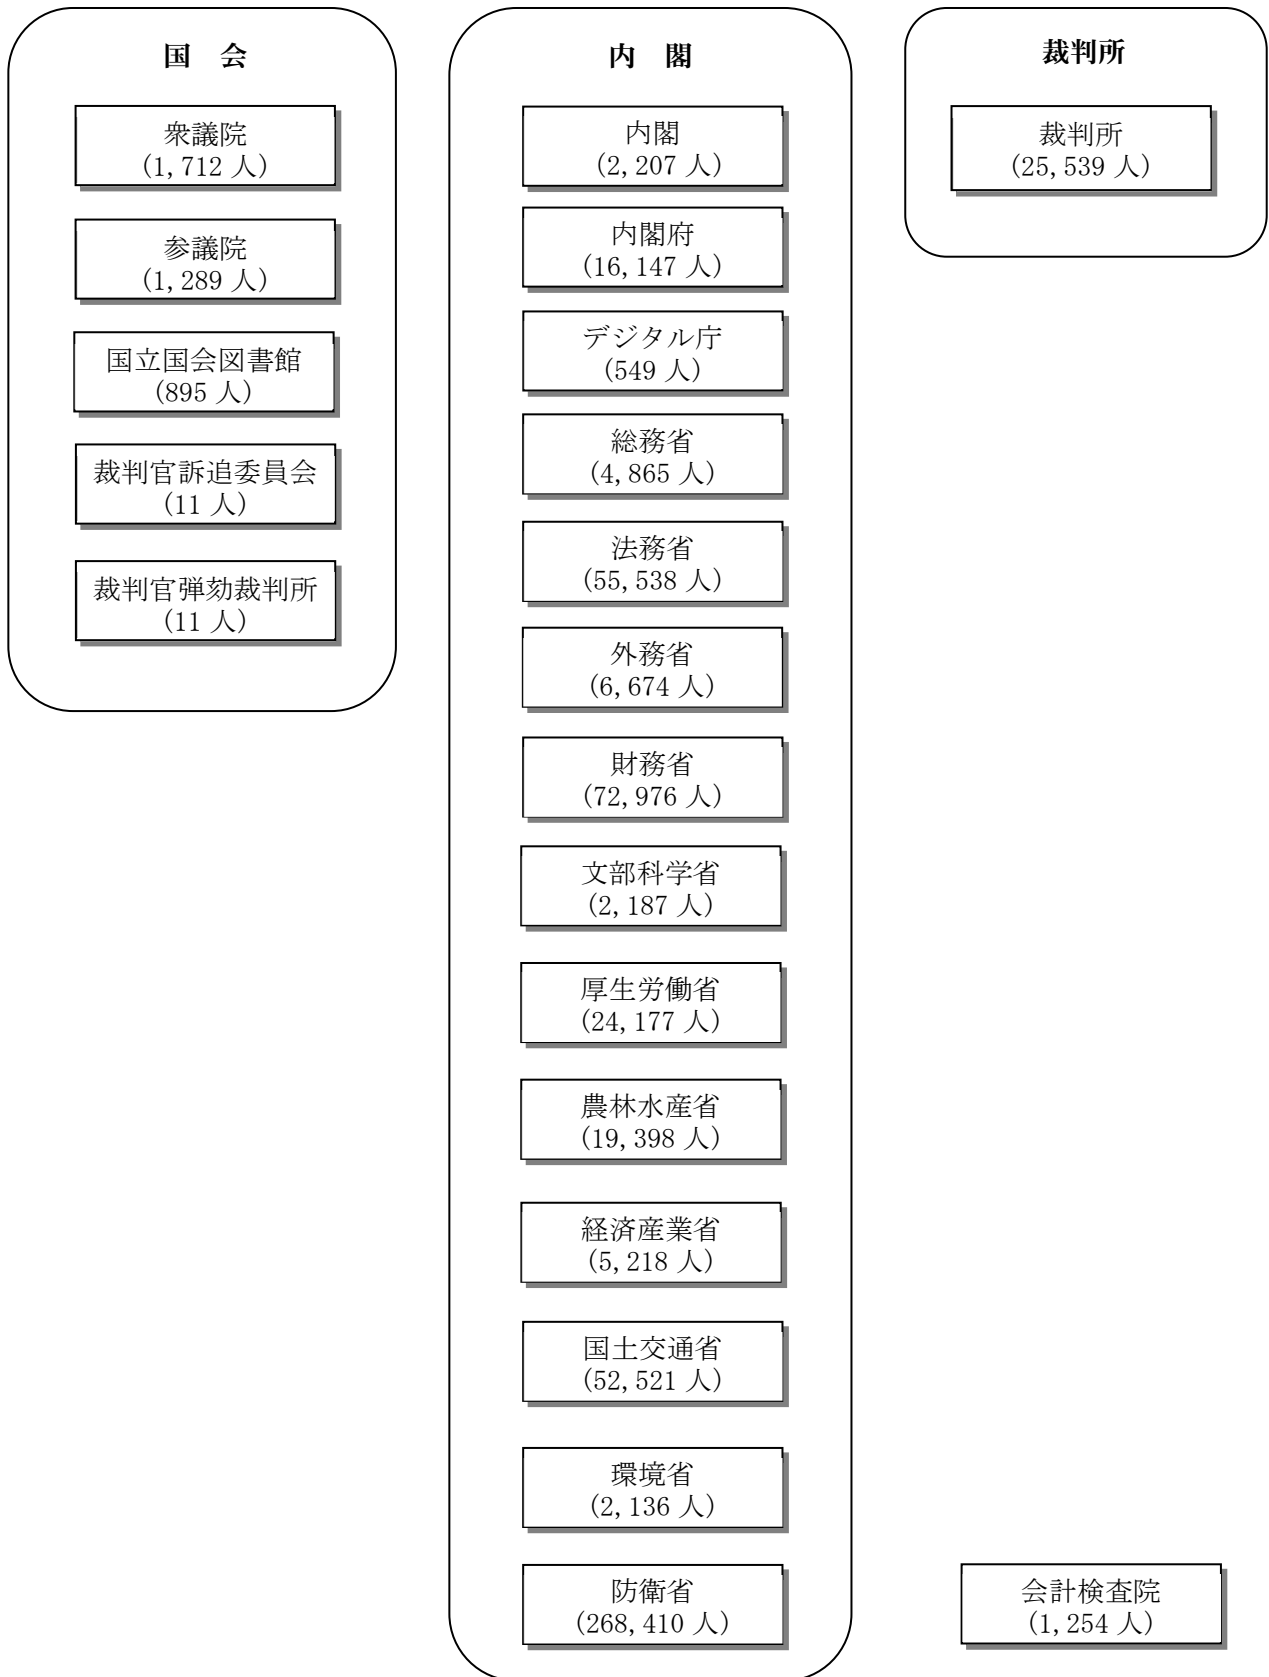 国　会
衆議院
(1,712 人)
参議院
(1,289 人)
国立国会図書館
(895 人)
裁判官訴追委員会
(11 人)
裁判官弾劾裁判所
(11 人)
内　閣
内閣
(2,207 人)
内閣府
(16,147 人)
デジタル庁
(549 人)
総務省
(4,865 人)
法務省
(55,538 人)
外務省
(6,674 人)
財務省
(72,976 人)
文部科学省
(2,187 人)
厚生労働省
(24,177 人)
農林水産省
(19,398 人)
経済産業省
(5,218 人)
国土交通省
(52,521 人)
環境省
(2,136 人)
防衛省
(268,410 人)
裁判所
裁判所
(25,539 人)
会計検査院
(1,254 人)